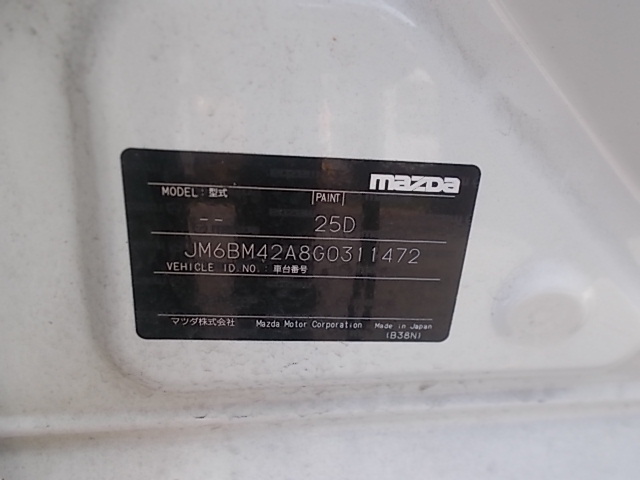 mazda
MODEL:型式 PAINT
-- 25D
JM6BM42A8G0311472
VEHICLE ID.NO.:車台番号
マツダ株式会社 Mazda Motor Corporation Made in Japan
(B38N)